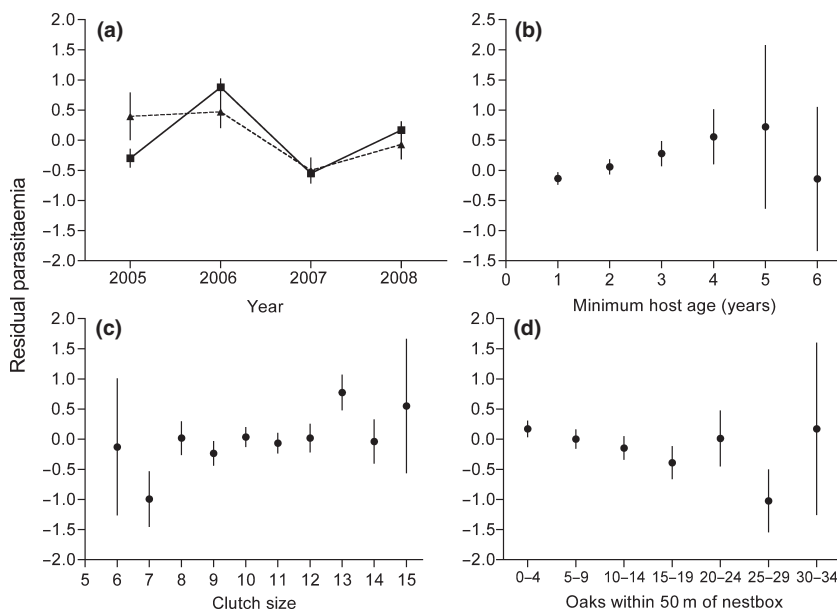 Residual parasitaemia
(a)
2.0
1.5
1.0
0.5
0.0
−0.5
−1.0
−1.5
−2.0
2005 2006 2007 2008
Year
(b)
2.5
2.0
1.5
1.0
0.5
0.0
−0.5
−1.0
−1.5
0 1 2 3 4 5 6
Minimum host age (years)
(c)
2.0
1.5
1.0
0.5
0.0
−0.5
−1.0
−1.5
−2.0
5 6 7 8 9 10 11 12 13 14 15
Clutch size
(d)
2.0
1.5
1.0
0.5
0.0
−0.5
−1.0
−1.5
−2.0
0–4 5–9 10–14 15–19 20–24 25–29 30–34
Oaks within 50 m of nestbox